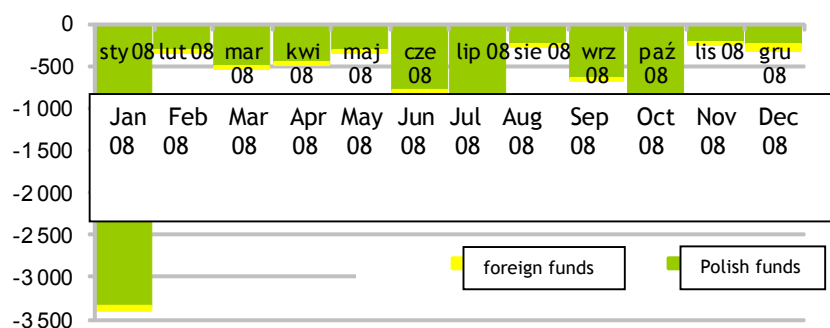 0
-500
-1 000
-1 500
-2 000
-2 500
-3 000
-3 500
sty 08 lut 08 mar 08 kwi 08 maj 08 cze 08 lip 08 sie 08 wrz 08 paź 08 lis 08 gru 08
Jan Feb Mar Apr May Jun Jul Aug Sep Oct Nov Dec
08 08 08 08 08 08 08 08 08 08 08 08
foreign funds Polish funds